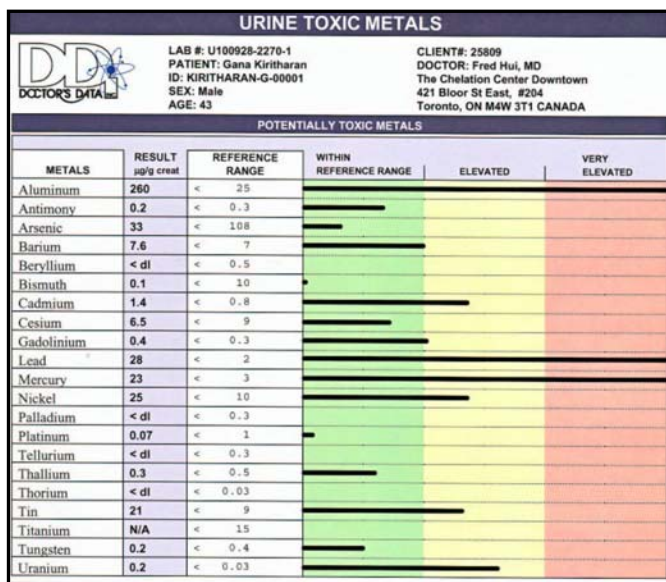 URINE TOXIC METALS
DOCTOR'S DATA INC
LAB #: U100928-2270-1
PATIENT: Gana Kiritharan
ID: KIRITHARAN-G-00001
SEX: Male
AGE: 43
CLIENT#: 25809
DOCTOR: Fred Hui, MD
The Chelation Center Downtown
421 Bloor St East, #204
Toronto, ON M4W 3T1 CANADA
POTENTIALLY TOXIC METALS
METALS RESULT µg/g creat REFERENCE RANGE WITHIN REFERENCE RANGE ELEVATED VERY ELEVATED
Aluminum 260 < 25
Antimony 0.2 < 0.3
Arsenic 33 < 108
Barium 7.6 < 7
Beryllium < dl < 0.5
Bismuth 0.1 < 10
Cadmium 1.4 < 0.8
Cesium 6.5 < 9
Gadolinium 0.4 < 0.3
Lead 28 < 2
Mercury 23 < 3
Nickel 25 < 10
Palladium < dl < 0.3
Platinum 0.07 < 1
Tellurium < dl < 0.3
Thallium 0.3 < 0.5
Thorium < dl < 0.03
Tin 21 < 9
Titanium N/A < 15
Tungsten 0.2 < 0.4
Uranium 0.2 < 0.03